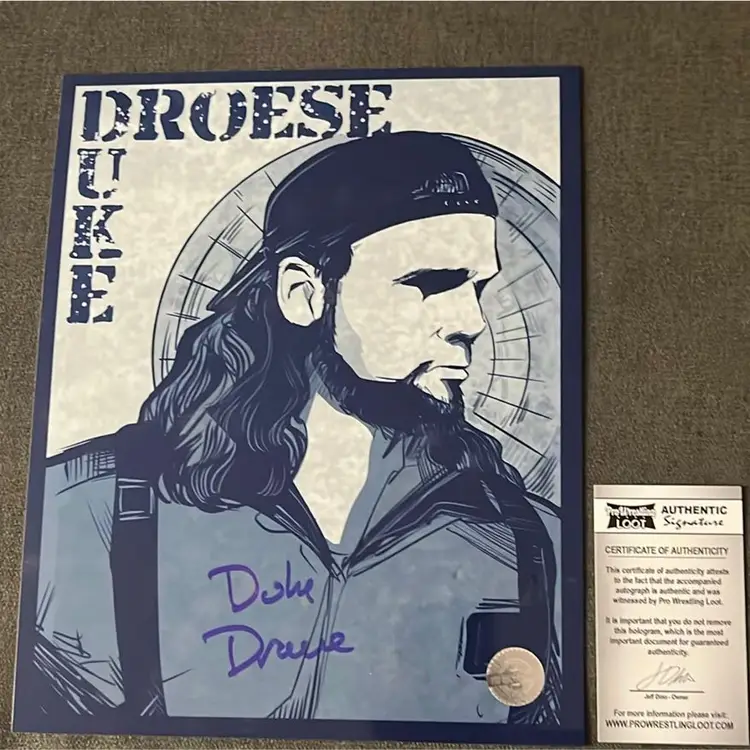 DROESE
DUKE
Duke
Droese
Pro Wrestling
LOOT
AUTHENTIC
Signature
CERTIFICATE OF AUTHENTICITY
This certificate of authenticity attests
to the fact that the accompanied
autograph is authentic and was
witnessed by Pro Wrestling Loot.
It is important that you do not remove
this hologram, which is the most
important document for guaranteed
authenticity.
Jeff Dino - Owner
For more information please visit:
WWW.PROWRESTLINGLOOT.COM